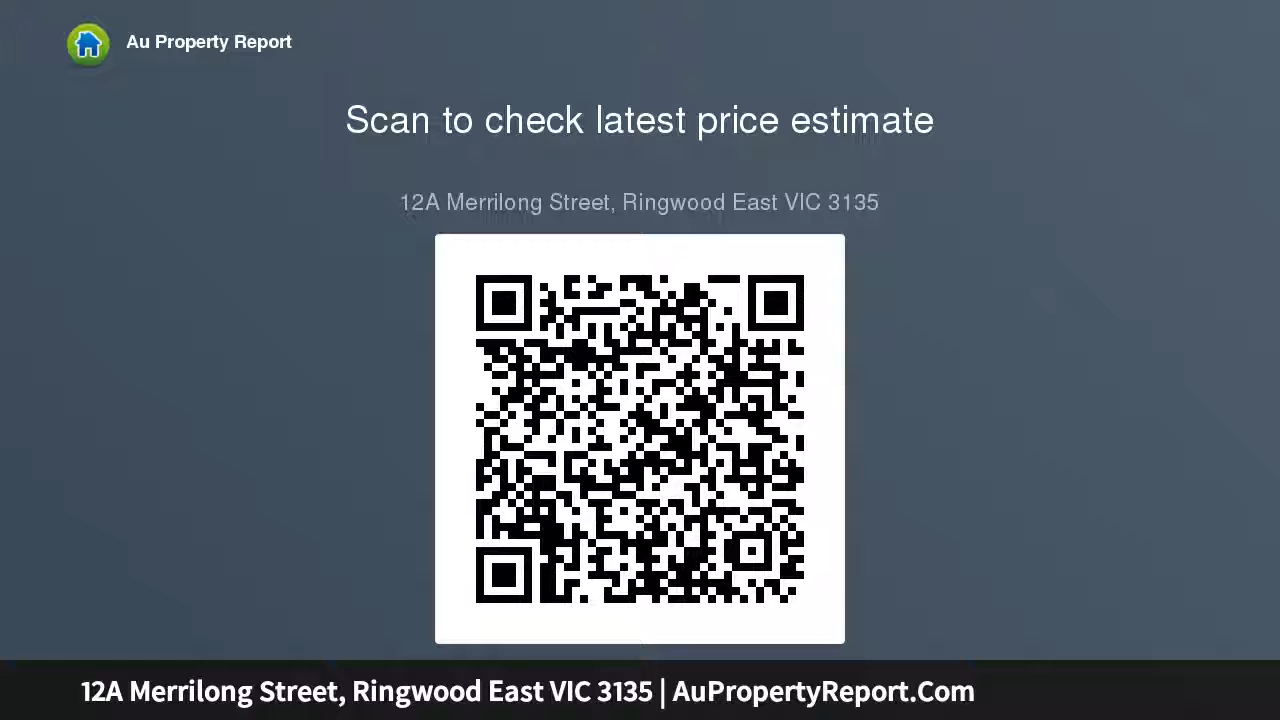 Au Property Report
Scan to check latest price estimate
12A Merrilong Street, Ringwood East VIC 3135
12A Merrilong Street, Ringwood East VIC 3135 | AuPropertyReport.Com